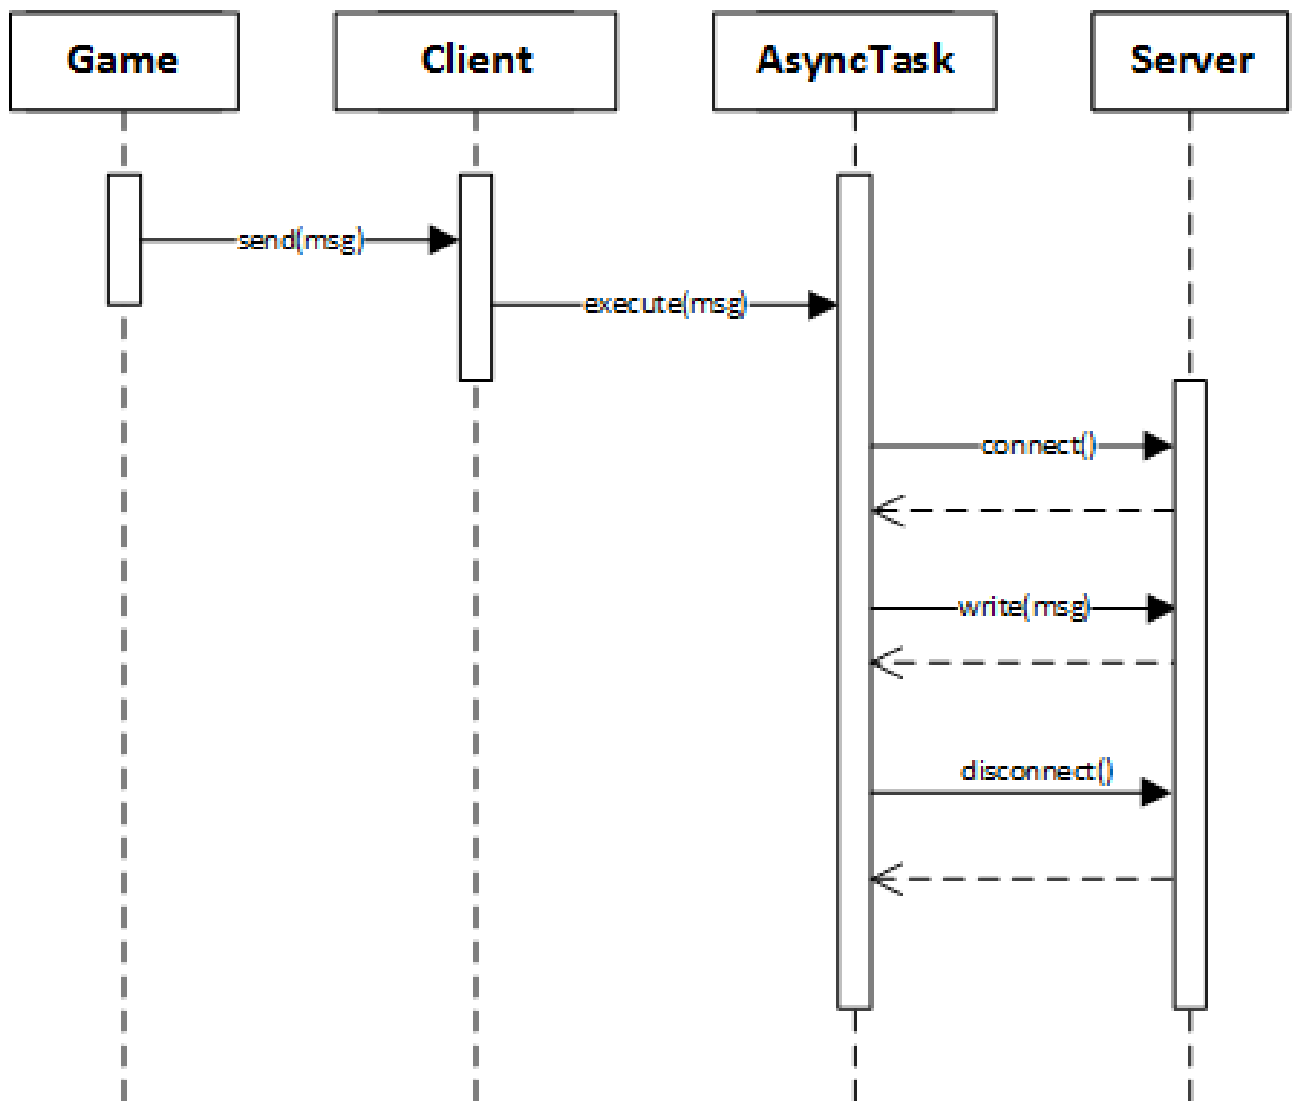 Game
Client
AsyncTask
Server
send(msg)
execute(msg)
connect()
write(msg)
disconnect()